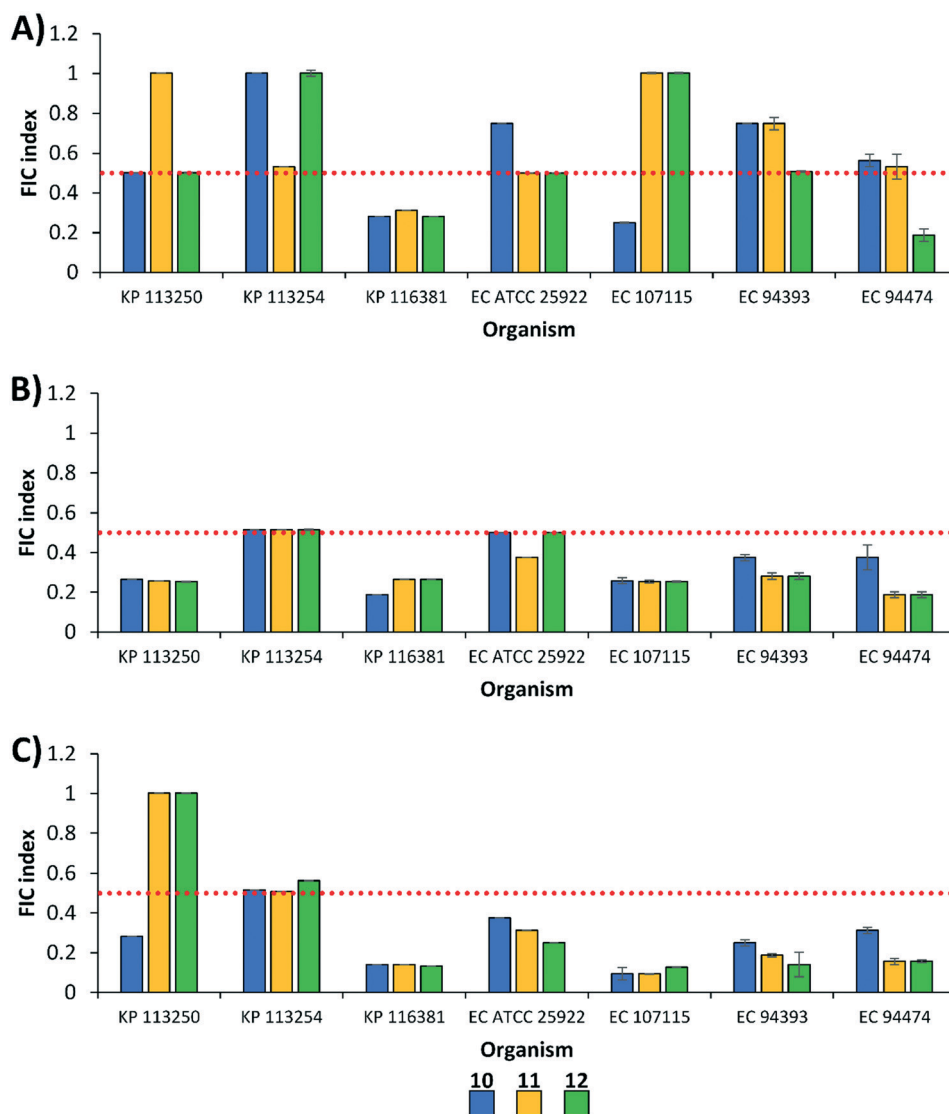 A)
1.2
1
0.8
0.6
0.4
0.2
0
FIC index
KP 113250 KP 113254 KP 116381 EC ATCC 25922 EC 107115 EC 94393 EC 94474
Organism
B)
1.2
1
0.8
0.6
0.4
0.2
0
FIC index
KP 113250 KP 113254 KP 116381 EC ATCC 25922 EC 107115 EC 94393 EC 94474
Organism
C)
1.2
1
0.8
0.6
0.4
0.2
0
FIC index
KP 113250 KP 113254 KP 116381 EC ATCC 25922 EC 107115 EC 94393 EC 94474
Organism
10 11 12